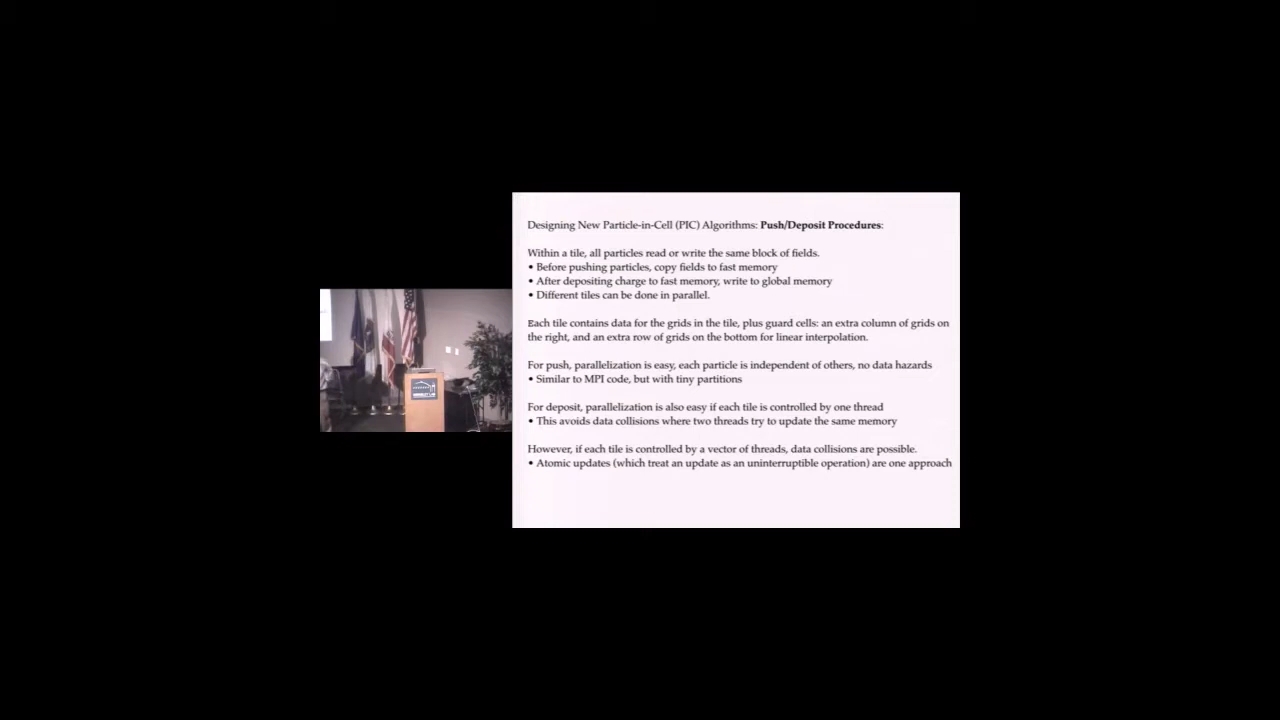 Designing New Particle-in-Cell (PIC) Algorithms: Push/Deposit Procedures:
Within a tile, all particles read or write the same block of fields.
• Before pushing particles, copy fields to fast memory
• After depositing charge to fast memory, write to global memory
• Different tiles can be done in parallel.
Each tile contains data for the grids in the tile, plus guard cells: an extra column of grids on
the right, and an extra row of grids on the bottom for linear interpolation.
For push, parallelization is easy, each particle is independent of others, no data hazards
• Similar to MPI code, but with tiny partitions
For deposit, parallelization is also easy if each tile is controlled by one thread
• This avoids data collisions where two threads try to update the same memory
However, if each tile is controlled by a vector of threads, data collisions are possible.
• Atomic updates (which treat an update as an uninterruptible operation) are one approach
BERKELEY LAB